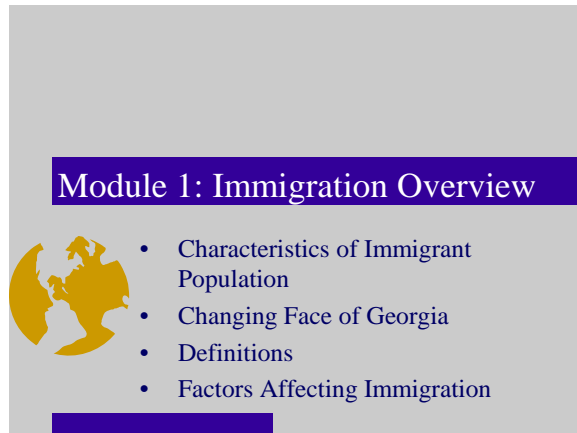 Module 1: Immigration Overview
• Characteristics of Immigrant
Population
• Changing Face of Georgia
• Definitions
• Factors Affecting Immigration